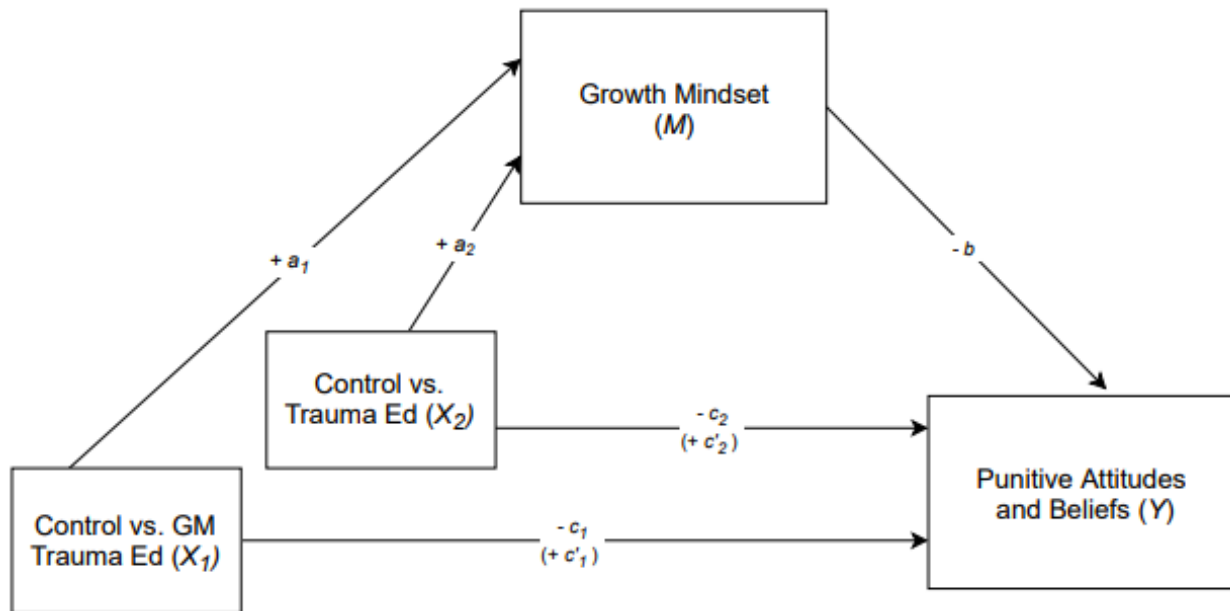 Growth Mindset
(M)
+ a₁
+ a₂
- b
Control vs.
Trauma Ed (X₂)
- c₂
(+ c'₂)
Control vs. GM
Trauma Ed (X₁)
- c₁
(+ c'₁)
Punitive Attitudes
and Beliefs (Y)